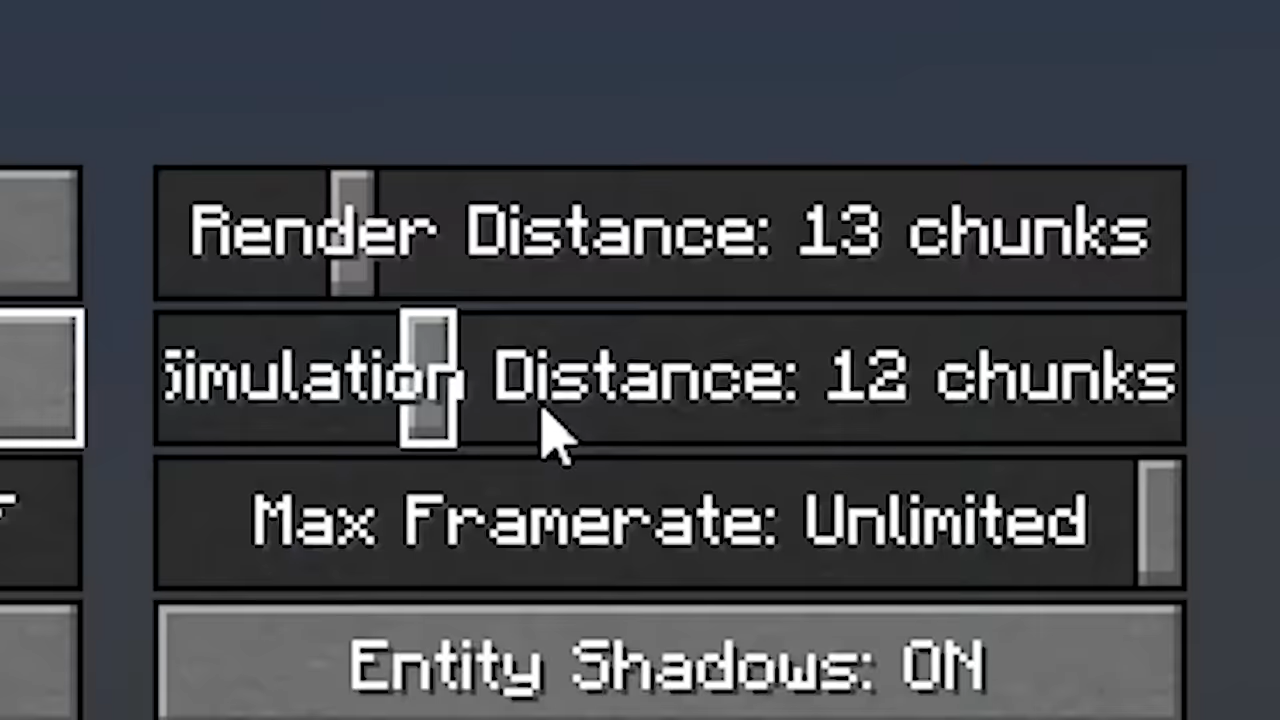 Render Distance: 13 chunks
Simulation Distance: 12 chunks
Max Framerate: Unlimited
Entity Shadows: ON